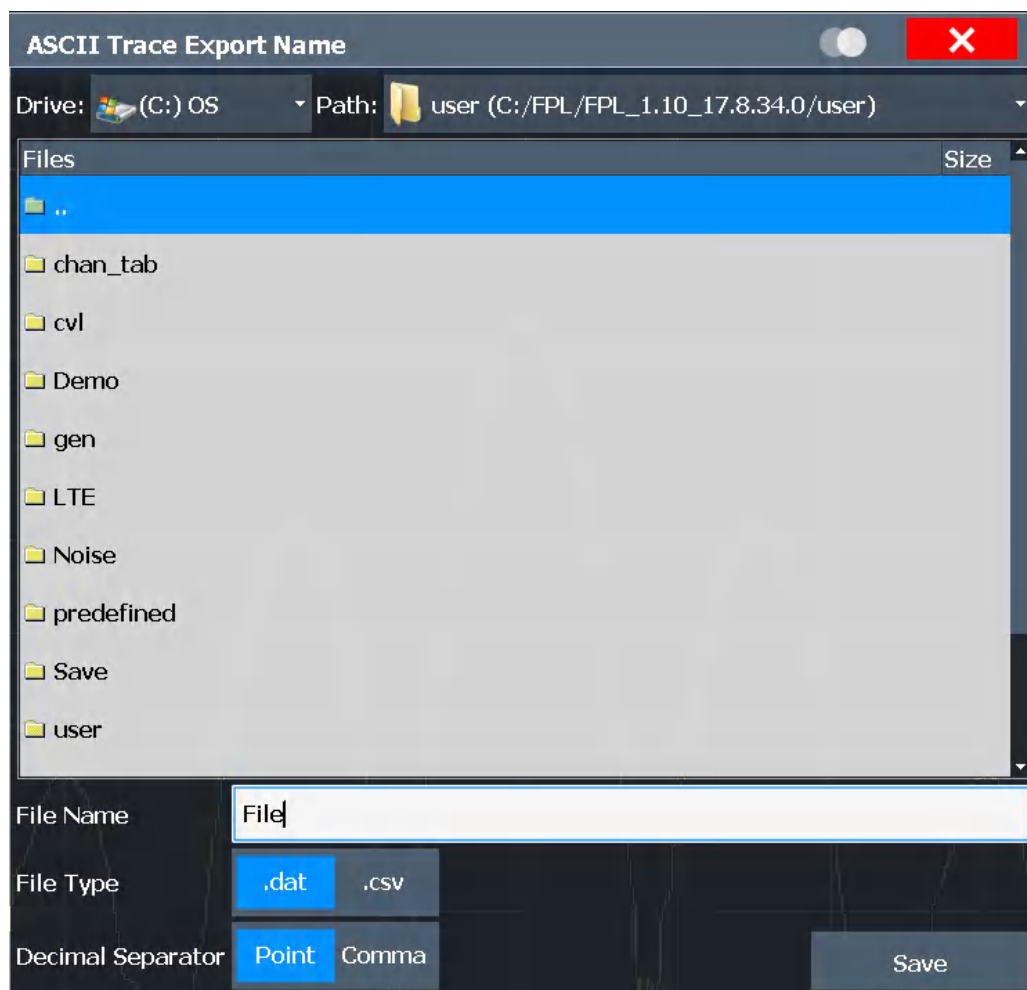 ASCII Trace Export Name
Drive: (C:) OS Path: user (C:/FPL/FPL_1.10_17.8.34.0/user)
Files Size
..
chan_tab
cvl
Demo
gen
LTE
Noise
predefined
Save
user
File Name File
File Type .dat .csv
Decimal Separator Point Comma
Save